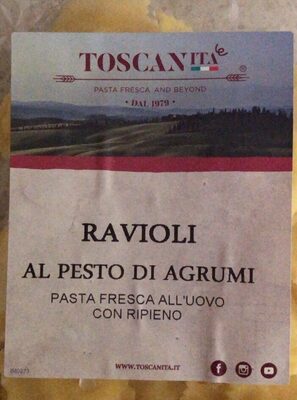 TOSCANITA'è
®
PASTA FRESCA AND BEYOND
• DAL 1979 •
RAVIOLI
AL PESTO DI AGRUMI
PASTA FRESCA ALL'UOVO
CON RIPIENO
WWW.TOSCANITA.IT